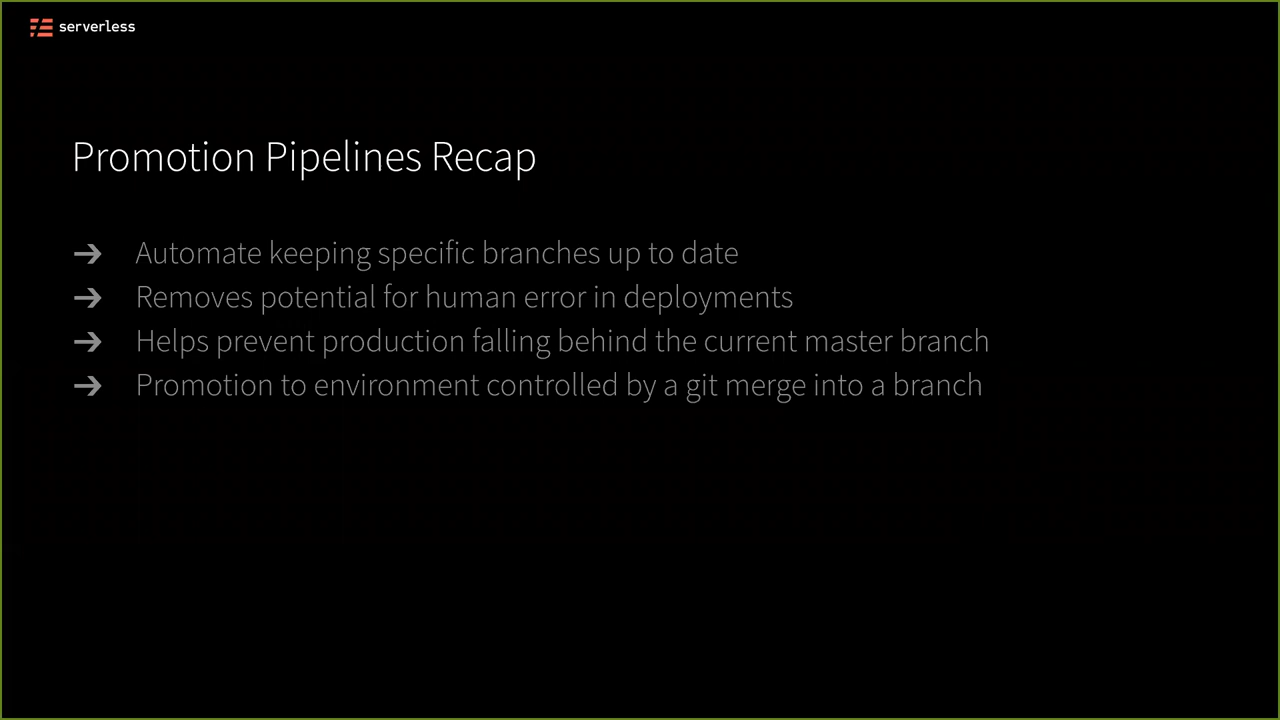 serverless
Promotion Pipelines Recap
➔ Automate keeping specific branches up to date
➔ Removes potential for human error in deployments
➔ Helps prevent production falling behind the current master branch
➔ Promotion to environment controlled by a git merge into a branch